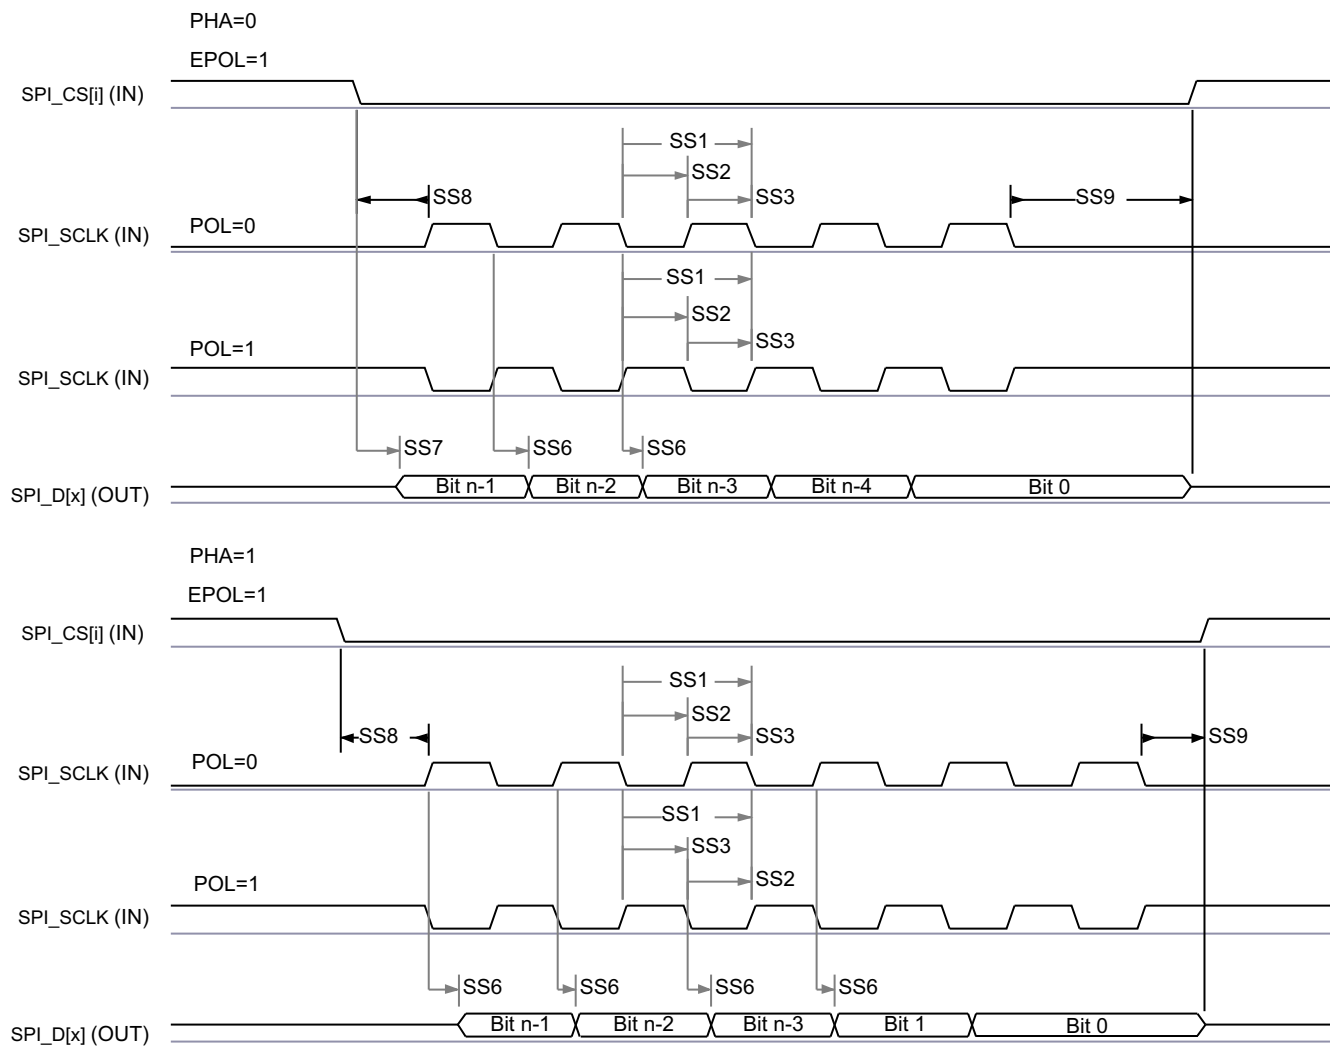 PHA=0
EPOL=1
SPI_CS[i] (IN)
SS1
SS2
SS8
SS3
SS9
POL=0
SPI_SCLK (IN)
SS1
SS2
SS3
POL=1
SPI_SCLK (IN)
SS7
SS6
SS6
SPI_D[x] (OUT)
Bit n-1
Bit n-2
Bit n-3
Bit n-4
Bit 0
PHA=1
EPOL=1
SPI_CS[i] (IN)
SS1
SS2
SS8
SS3
SS9
POL=0
SPI_SCLK (IN)
SS1
SS3
SS2
POL=1
SPI_SCLK (IN)
SS6
SS6
SS6
SS6
SPI_D[x] (OUT)
Bit n-1
Bit n-2
Bit n-3
Bit 1
Bit 0